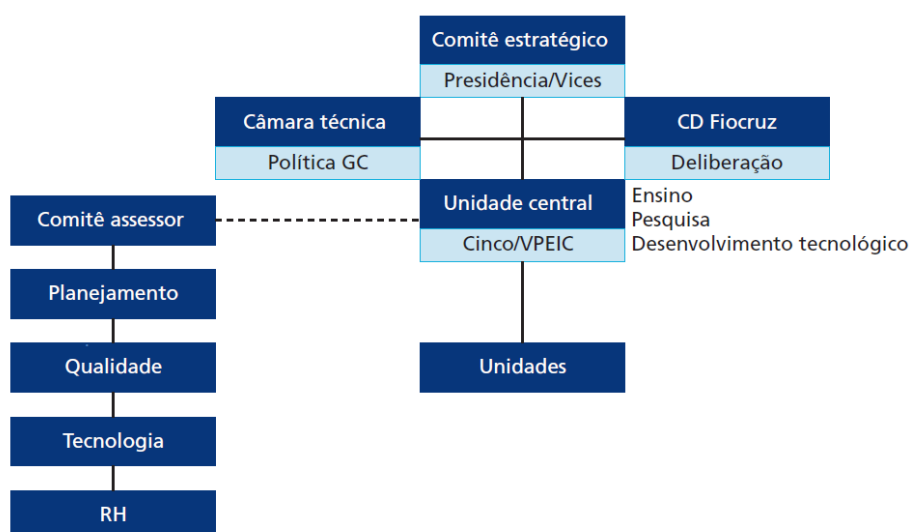 Comitê estratégico
Presidência/Vices
Câmara técnica
Política GC
CD Fiocruz
Deliberação
Unidade central
Cinco/VPEIC
Ensino
Pesquisa
Desenvolvimento tecnológico
Comitê assessor
Planejamento
Qualidade
Tecnologia
RH
Unidades